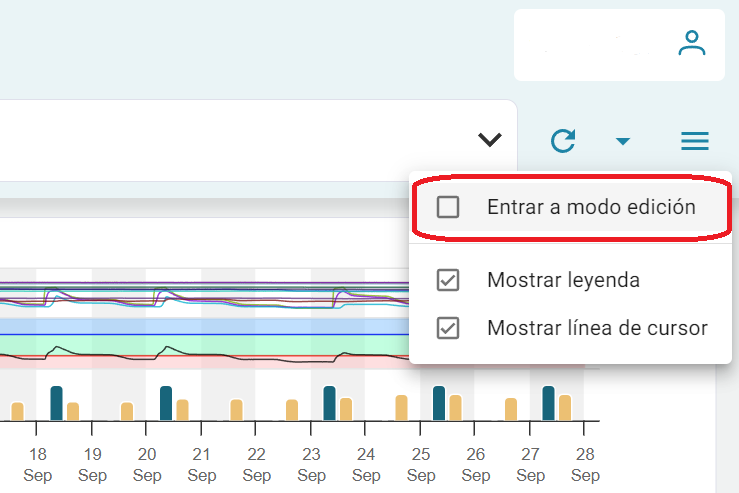 Entrar a modo edición
Mostrar leyenda
Mostrar línea de cursor
18 19 20 21 22 23 24 25 26 27 28
Sep Sep Sep Sep Sep Sep Sep Sep Sep Sep Sep